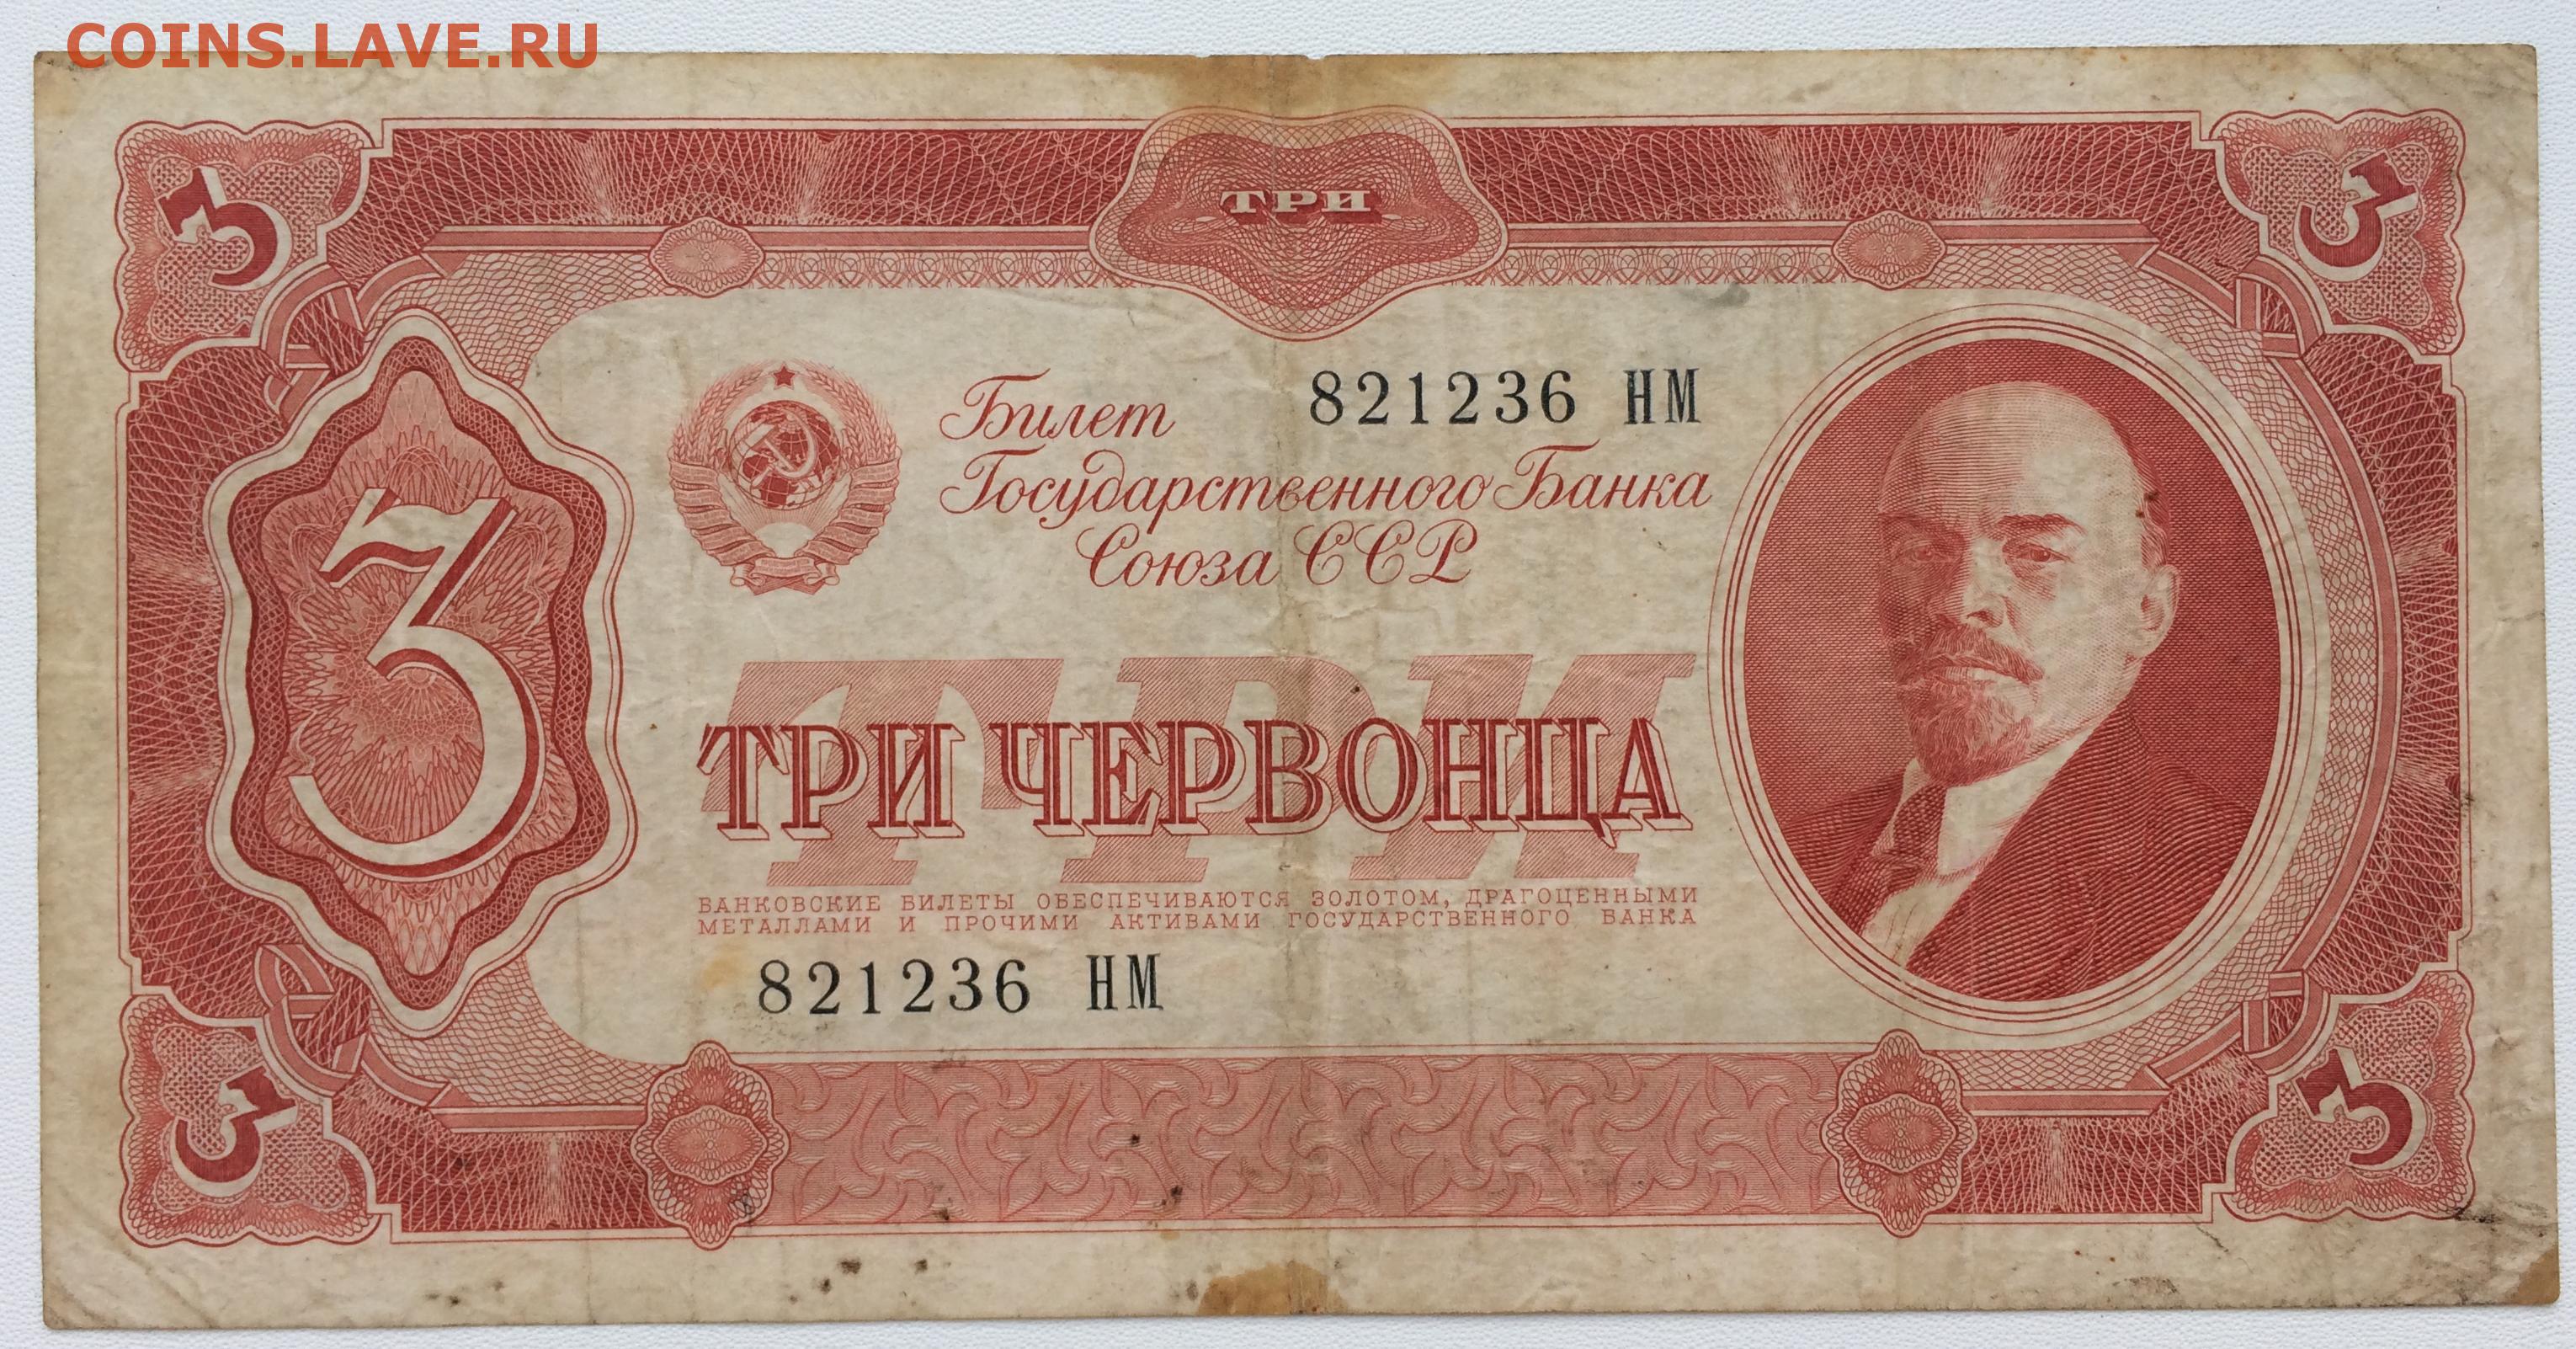 COINS.LAVE.RU
3
3
ТРИ
Билет 821236 НМ
Государственного Банка
Союза ССР
3
ТРИ
ТРИ ЧЕРВОНЦА
БАНКОВСКИЕ БИЛЕТЫ ОБЕСПЕЧИВАЮТСЯ ЗОЛОТОМ, ДРАГОЦЕННЫМИ
МЕТАЛЛАМИ И ПРОЧИМИ АКТИВАМИ ГОСУДАРСТВЕННОГО БАНКА
821236 НМ
3
3